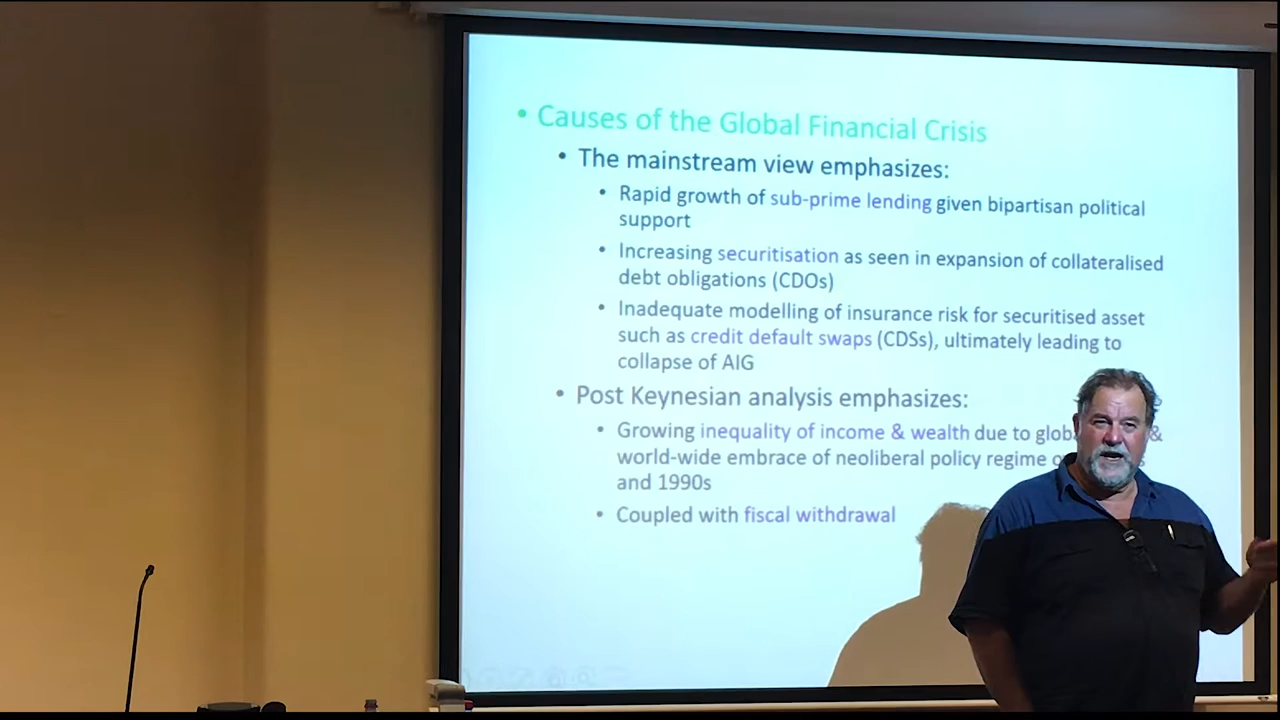 • Causes of the Global Financial Crisis
• The mainstream view emphasizes:
• Rapid growth of sub-prime lending given bipartisan political
support
• Increasing securitisation as seen in expansion of collateralised
debt obligations (CDOs)
• Inadequate modelling of insurance risk for securitised asset
such as credit default swaps (CDSs), ultimately leading to
collapse of AIG
• Post Keynesian analysis emphasizes:
• Growing inequality of income & wealth due to &
world-wide embrace of neoliberal policy regime
and 1990s
• Coupled with fiscal withdrawal